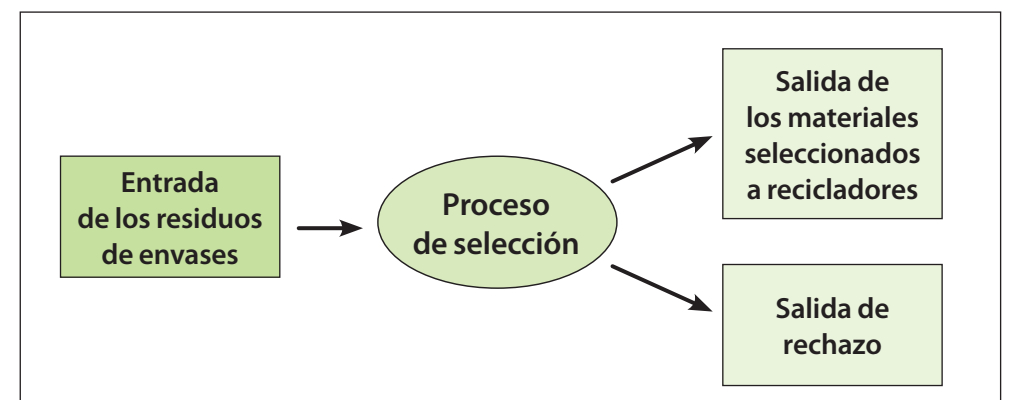 Entrada
de los residuos
de envases
Proceso
de selección
Salida de
los materiales
seleccionados
a recicladores
Salida de
rechazo